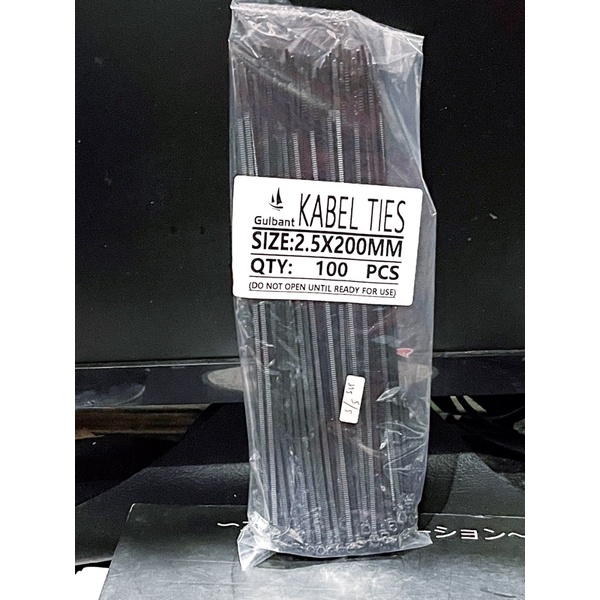 Gulbant KABEL TIES
SIZE:2.5X200MM
QTY: 100 PCS
(DO NOT OPEN UNTIL READY FOR USE)
ション~